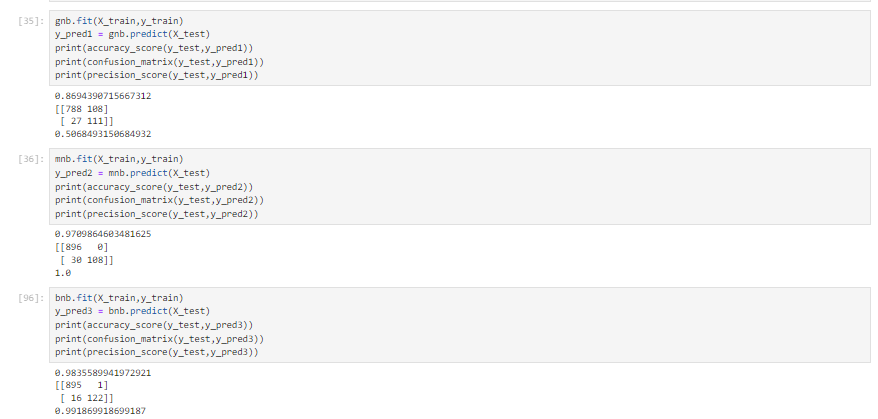 [35]: gnb.fit(X_train,y_train)
y_pred1 = gnb.predict(X_test)
print(accuracy_score(y_test,y_pred1))
print(confusion_matrix(y_test,y_pred1))
print(precision_score(y_test,y_pred1))
0.8694390715667312
[[788 108]
[ 27 111]]
0.5068493150684932
[36]: mnb.fit(X_train,y_train)
y_pred2 = mnb.predict(X_test)
print(accuracy_score(y_test,y_pred2))
print(confusion_matrix(y_test,y_pred2))
print(precision_score(y_test,y_pred2))
0.9709864603481625
[[896 0]
[ 30 108]]
1.0
[96]: bnb.fit(X_train,y_train)
y_pred3 = bnb.predict(X_test)
print(accuracy_score(y_test,y_pred3))
print(confusion_matrix(y_test,y_pred3))
print(precision_score(y_test,y_pred3))
0.9835589941972921
[[895 1]
[ 16 122]]
0.991869918699187